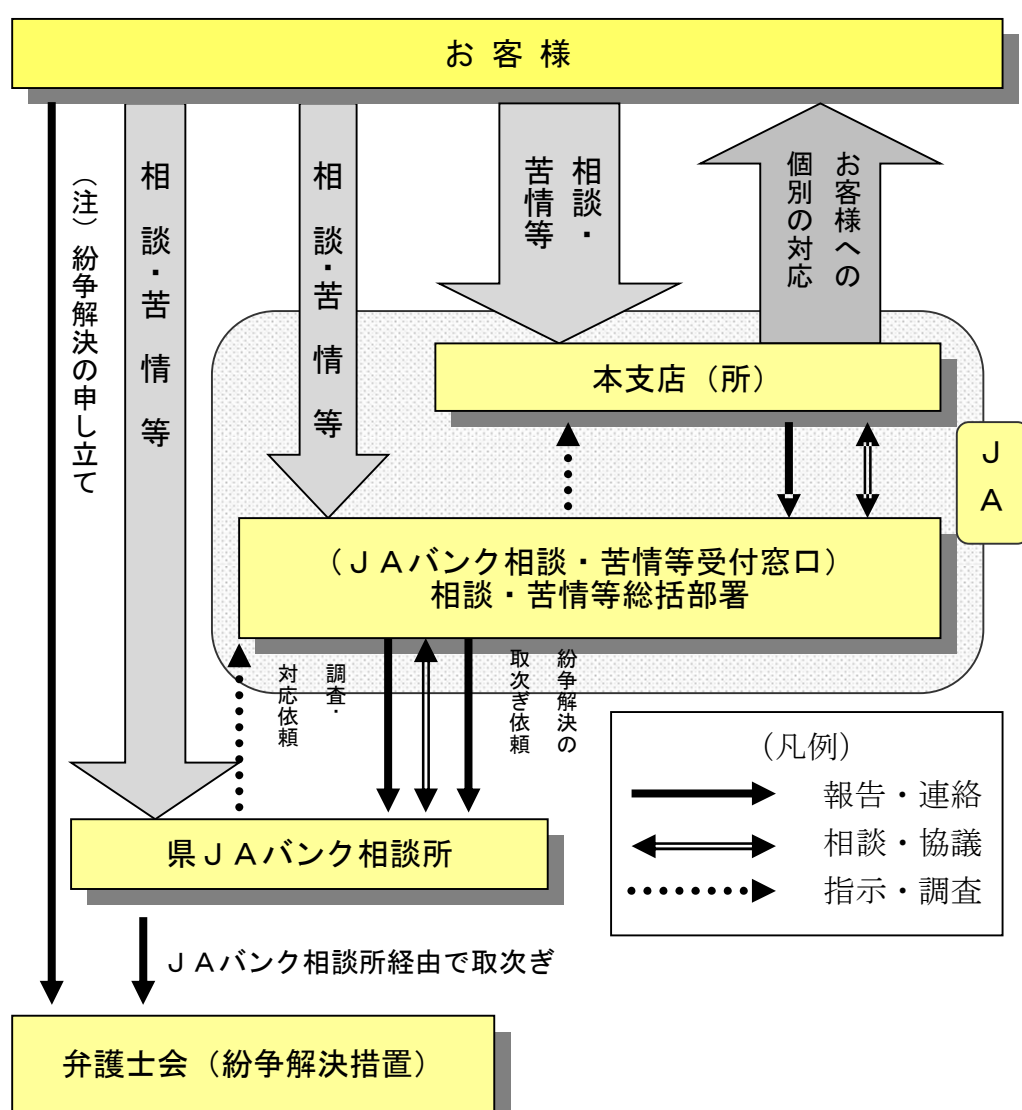 お 客 様
(注)紛争解決の申し立て
相 談・苦 情 等
相 談・苦 情 等
相談・
苦情等
お客様への
個別の対応
本支店（所）
ＪＡ
（ＪＡバンク相談・苦情等受付窓口）
相談・苦情等総括部署
調査・
対応依頼
紛争解決の
取次ぎ依頼
（凡例）
報告・連絡
相談・協議
指示・調査
県ＪＡバンク相談所
ＪＡバンク相談所経由で取次ぎ
弁護士会（紛争解決措置）